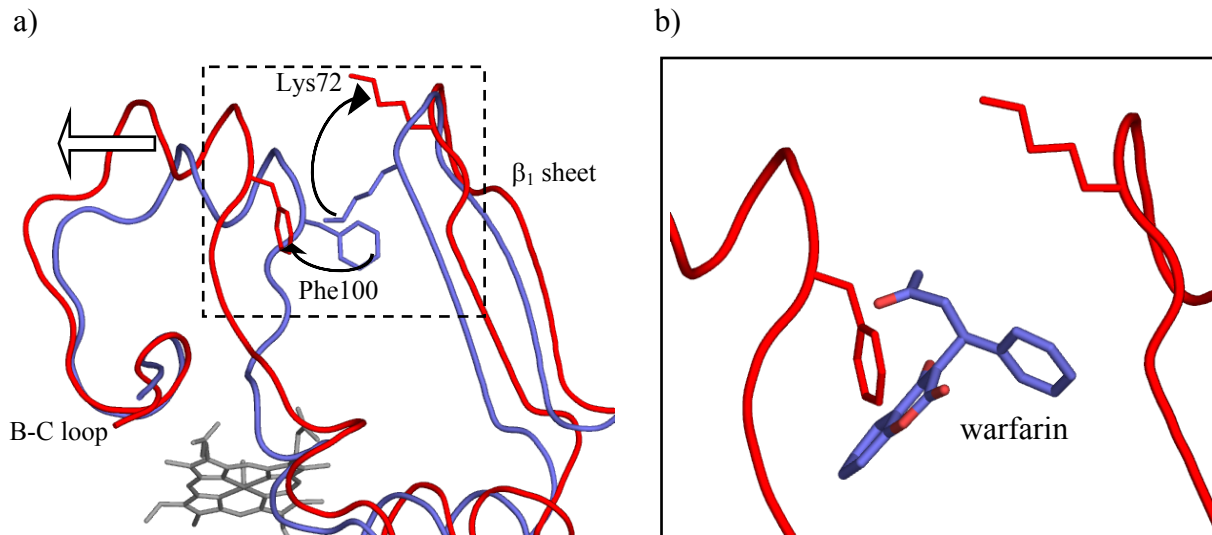 a)
b)
Lys72
β₁ sheet
Phe100
B-C loop
warfarin